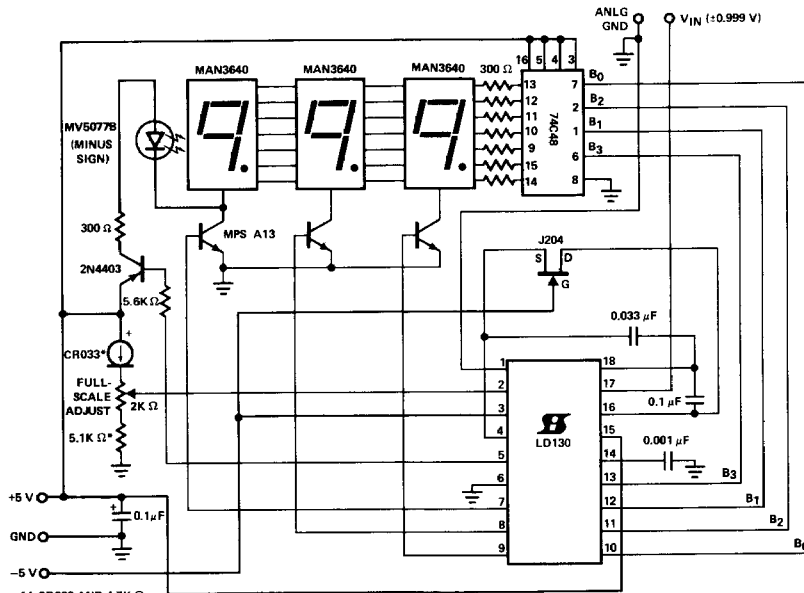 ANLG
GND
V_IN (±0.999 V)
16 5 4 3
MAN3640
MAN3640
MAN3640
300 Ω
13
12
11
10
9
15
14
74C48
7
2
1
6
8
B₀
B₂
B₁
B₃
MV5077B
(MINUS
SIGN)
300 Ω
MPS A13
2N4403
5.6K Ω
J204
S
D
G
0.033 µF
+
CR033*
FULL-
SCALE
ADJUST
2K Ω
5.1K Ω*
1
2
3
4
5
6
7
8
9
LD130
18
17
16
15
14
13
12
11
10
0.1 µF
0.001 µF
B₃
B₁
B₂
+5 V
+
0.1µF
GND
−5 V